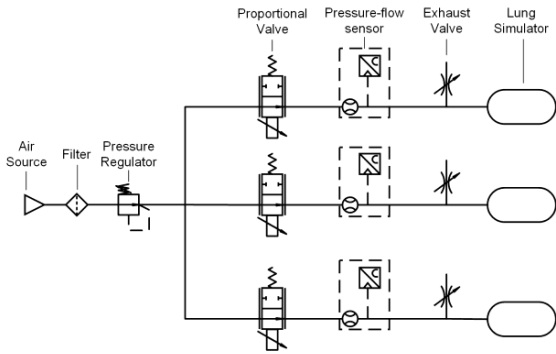 Proportional
Valve
Pressure-flow
sensor
Exhaust
Valve
Lung
Simulator
Air
Source
Filter
Pressure
Regulator